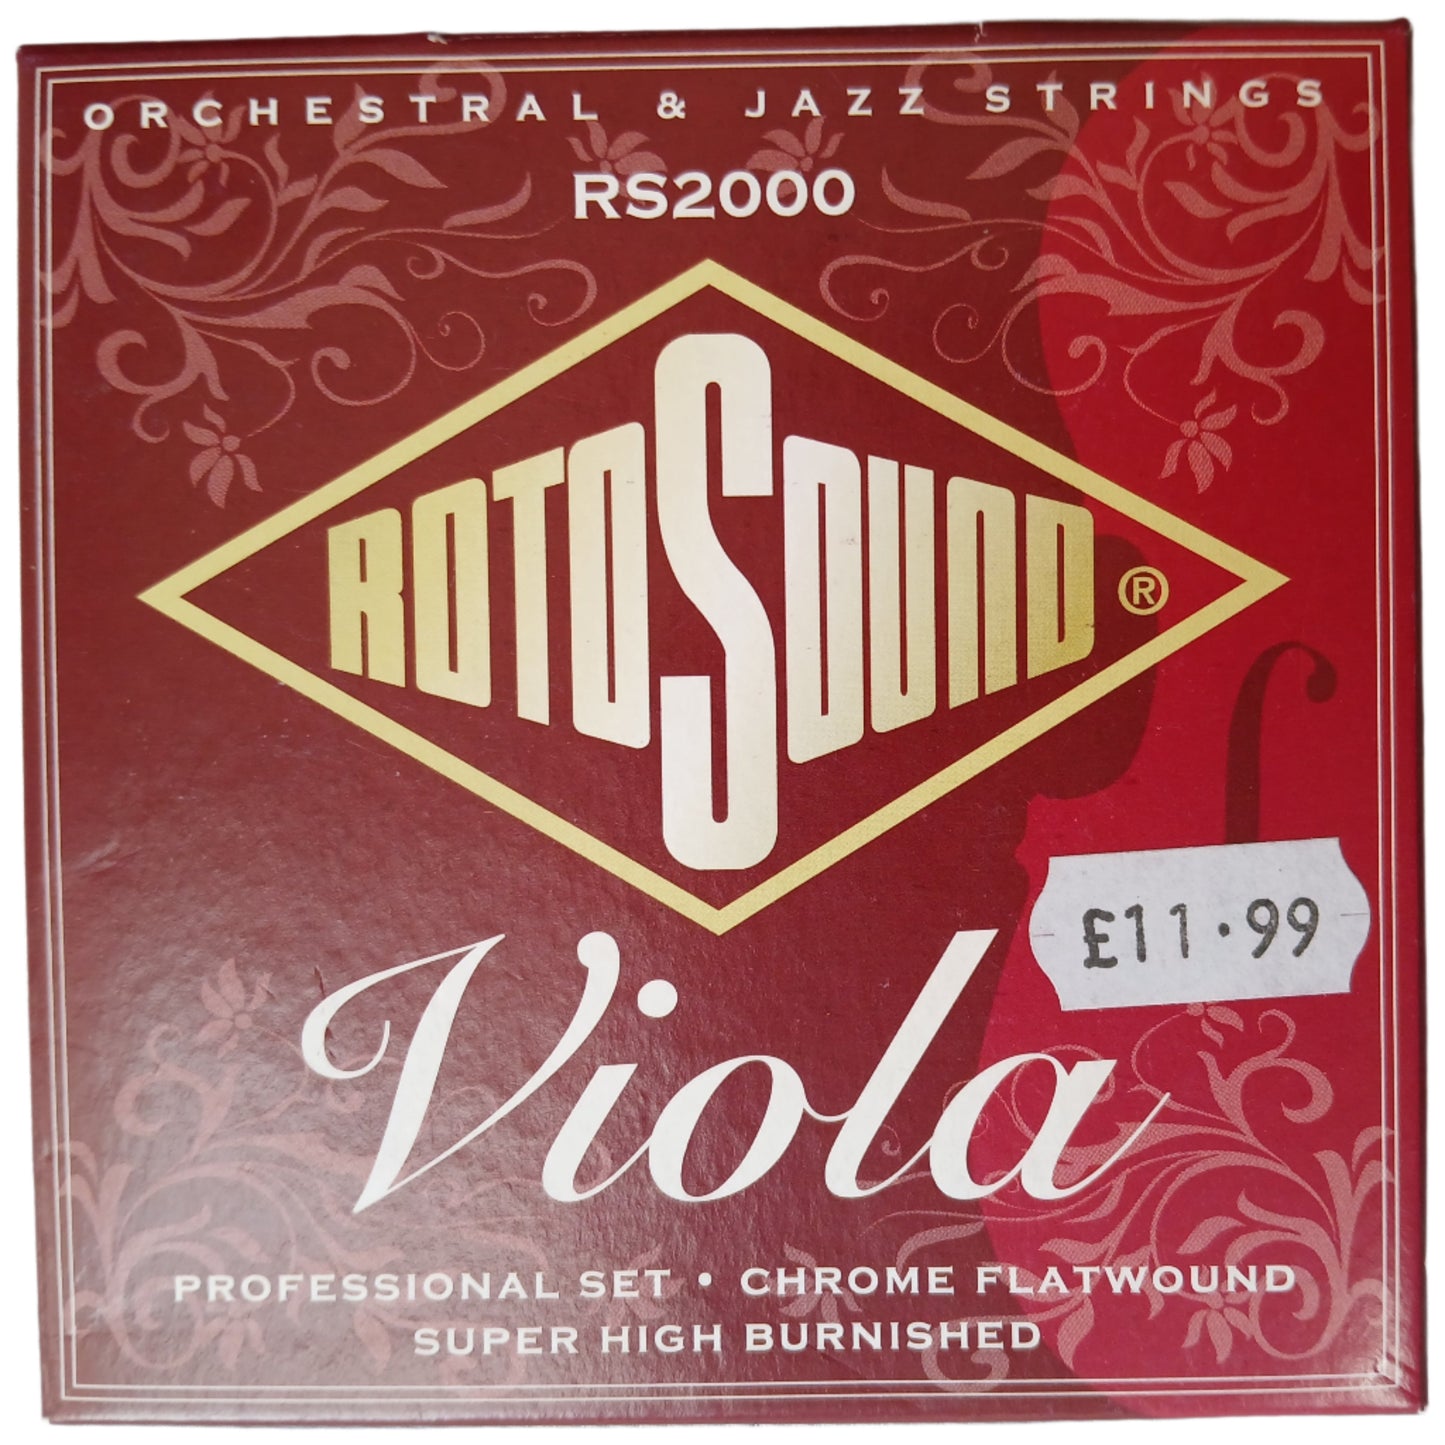 ORCHESTRAL & JAZZ STRINGS
RS2000
ROTOSOUND®
£11.99
Viola
PROFESSIONAL SET • CHROME FLATWOUND
SUPER HIGH BURNISHED